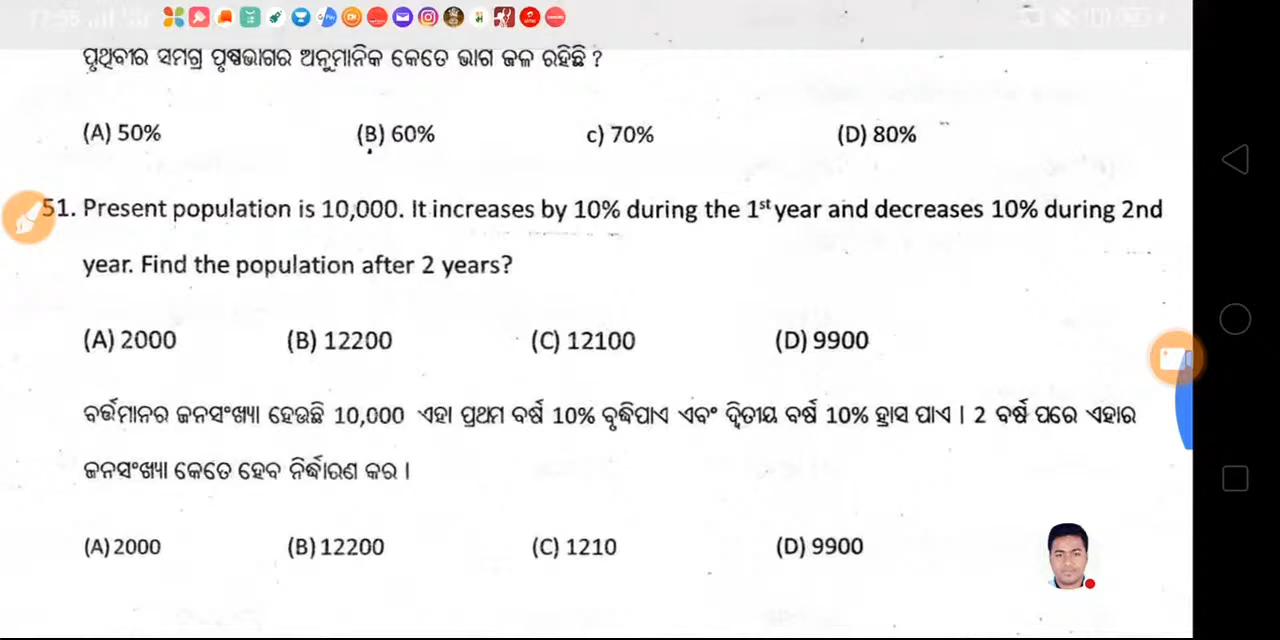 ପୃଥିବୀର ସମଗ୍ର ପୃଷ୍ଠଭାଗର ଅନୁମାନିକ କେତେ ଭାଗ ଜଳ ରହିଛି ?
(A) 50% (B) 60% c) 70% (D) 80%
51. Present population is 10,000. It increases by 10% during the 1st year and decreases 10% during 2nd
year. Find the population after 2 years?
(A) 2000 (B) 12200 (C) 12100 (D) 9900
ବର୍ତ୍ତମାନର ଜନସଂଖ୍ୟା ହେଉଛି 10,000 ଏହା ପ୍ରଥମ ବର୍ଷ 10% ବୃଦ୍ଧିପାଏ ଏବଂ ଦ୍ୱିତୀୟ ବର୍ଷ 10% ହ୍ରାସ ପାଏ | 2 ବର୍ଷ ପରେ ଏହାର
ଜନସଂଖ୍ୟା କେତେ ହେବ ନିର୍ଦ୍ଧାରଣ କର |
(A) 2000 (B) 12200 (C) 1210 (D) 9900